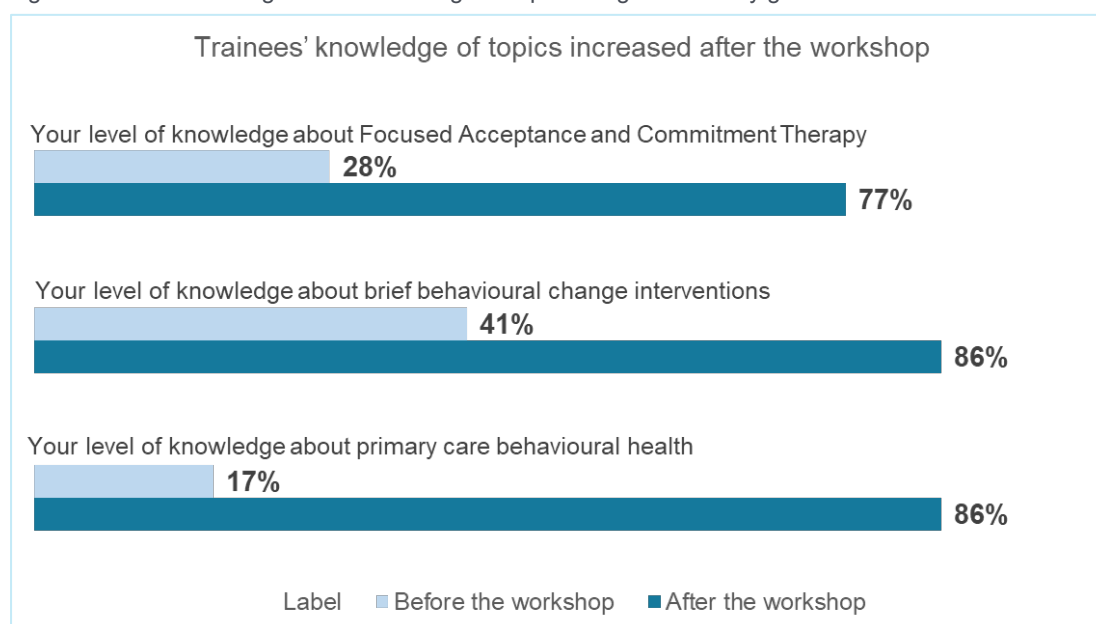 Trainees’ knowledge of topics increased after the workshop
Your level of knowledge about Focused Acceptance and Commitment Therapy
28%
77%
Your level of knowledge about brief behavioural change interventions
41%
86%
Your level of knowledge about primary care behavioural health
17%
86%
Label Before the workshop After the workshop